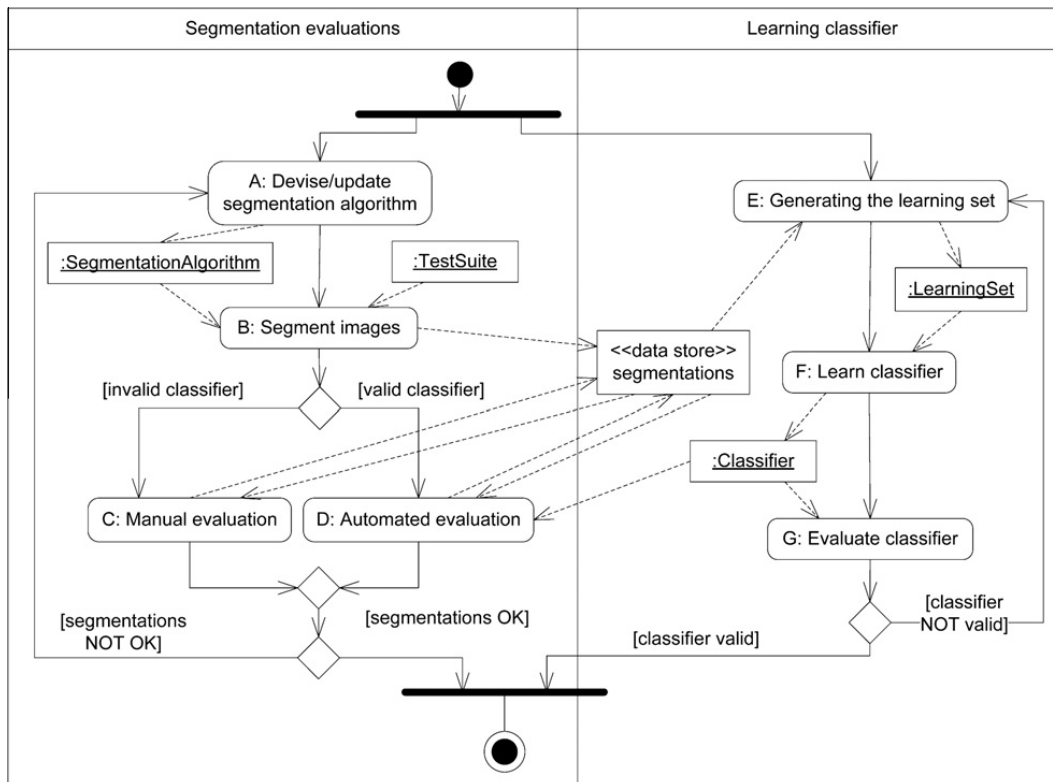 Segmentation evaluations
Learning classifier
A: Devise/update
segmentation algorithm
E: Generating the learning set
:SegmentationAlgorithm
:TestSuite
:LearningSet
B: Segment images
<<data store>>
segmentations
F: Learn classifier
[invalid classifier]
[valid classifier]
:Classifier
C: Manual evaluation
D: Automated evaluation
G: Evaluate classifier
[segmentations
NOT OK]
[segmentations OK]
[classifier valid]
[classifier
NOT valid]